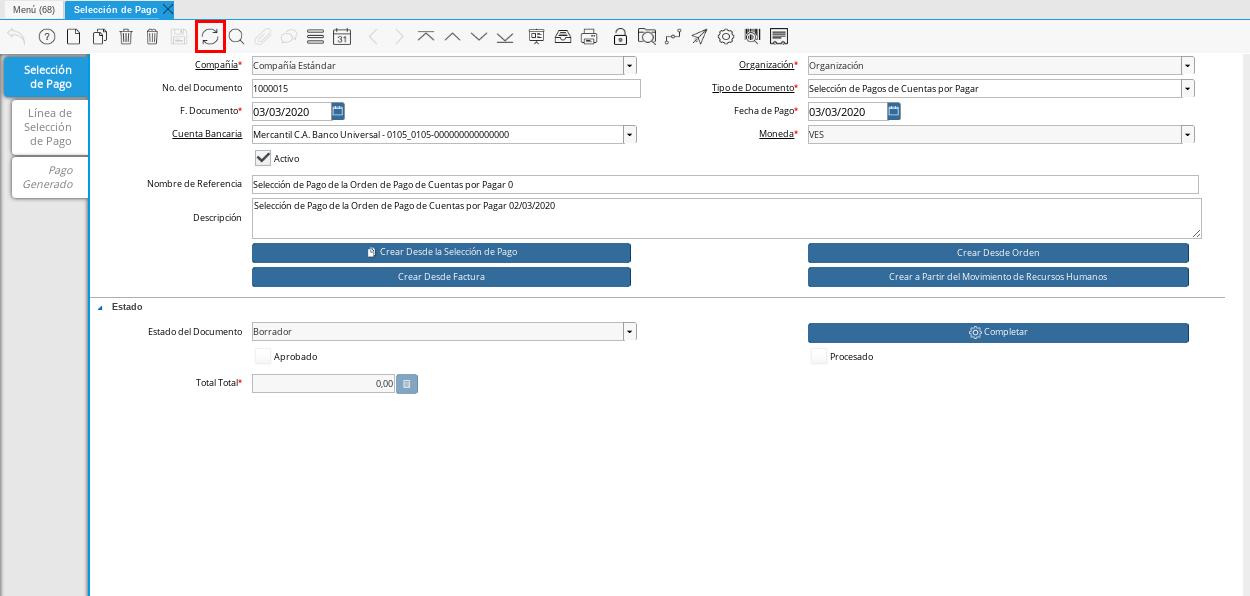 Menú (68)
Selección de Pago
?
31
Selección
de Pago
Línea de
Selección
de Pago
Pago
Generado
Compañía* Compañía Estándar
Organización* Organización
No. del Documento 1000015
Tipo de Documento* Selección de Pagos de Cuentas por Pagar
F. Documento* 03/03/2020
Fecha de Pago* 03/03/2020
Cuenta Bancaria Mercantil C.A. Banco Universal - 0105_0105-000000000000000
Moneda* VES
Activo
Nombre de Referencia Selección de Pago de la Orden de Pago de Cuentas por Pagar 0
Descripción Selección de Pago de la Orden de Pago de Cuentas por Pagar 02/03/2020
Crear Desde la Selección de Pago
Crear Desde Orden
Crear Desde Factura
Crear a Partir del Movimiento de Recursos Humanos
Estado
Estado del Documento Borrador
Completar
Aprobado
Procesado
Total Total* 0,00